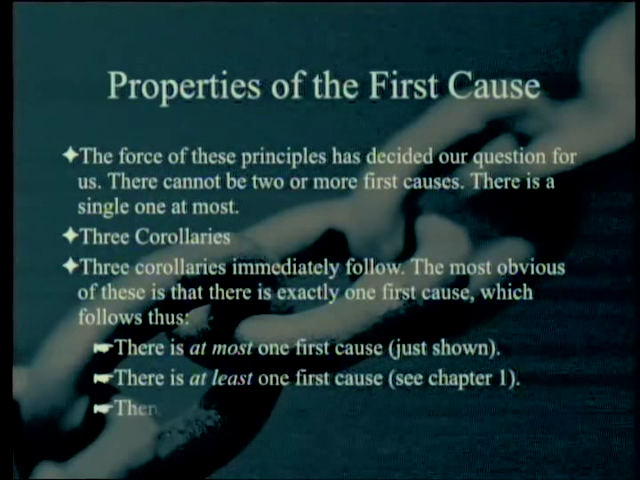 Properties of the First Cause
The force of these principles has decided our question for
us. There cannot be two or more first causes. There is a
single one at most.
Three Corollaries
Three corollaries immediately follow. The most obvious
of these is that there is exactly one first cause, which
follows thus:
There is at most one first cause (just shown).
There is at least one first cause (see chapter 1).
Then